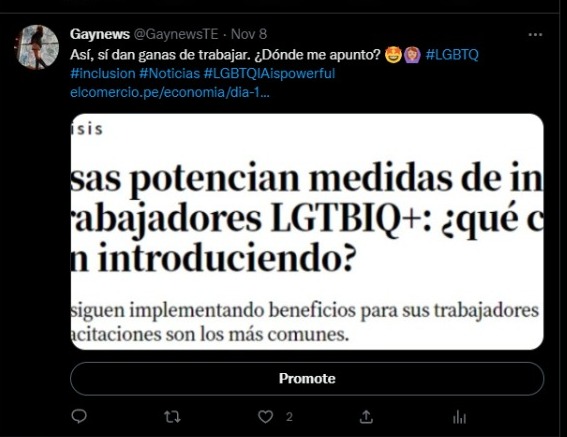 Gaynews @GaynewsTE · Nov 8
Así, sí dan ganas de trabajar. ¿Dónde me apunto? 🤩🙆 #LGBTQ
#inclusion #Noticias #LGBTQIAispowerful
elcomercio.pe/economia/dia-1...
isis
sas potencian medidas de in
rabajadores LGTBIQ+: ¿qué c
n introduciendo?
siguen implementando beneficios para sus trabajadores
acitaciones son los más comunes.
Promote
2